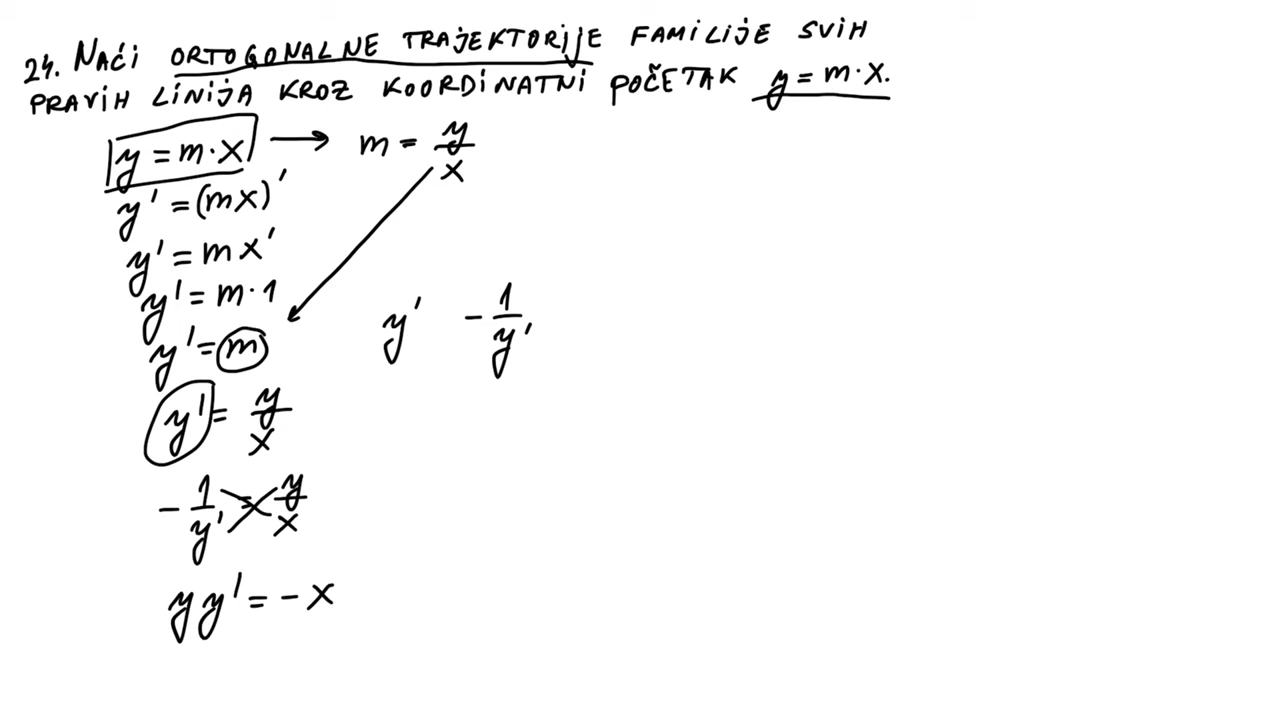 24. NAĆI ORTOGONALNE TRAJEKTORIJE FAMILIJE SVIH
PRAVIH LINIJA KROZ KOORDINATNI POČETAK y = m·x.
y = m·x → m = y/x
y' = (mx)'
y' = mx'
y' = m·1
y' = m
y' -1/y'
y' = y/x
-1/y' = y/x
yy' = -x